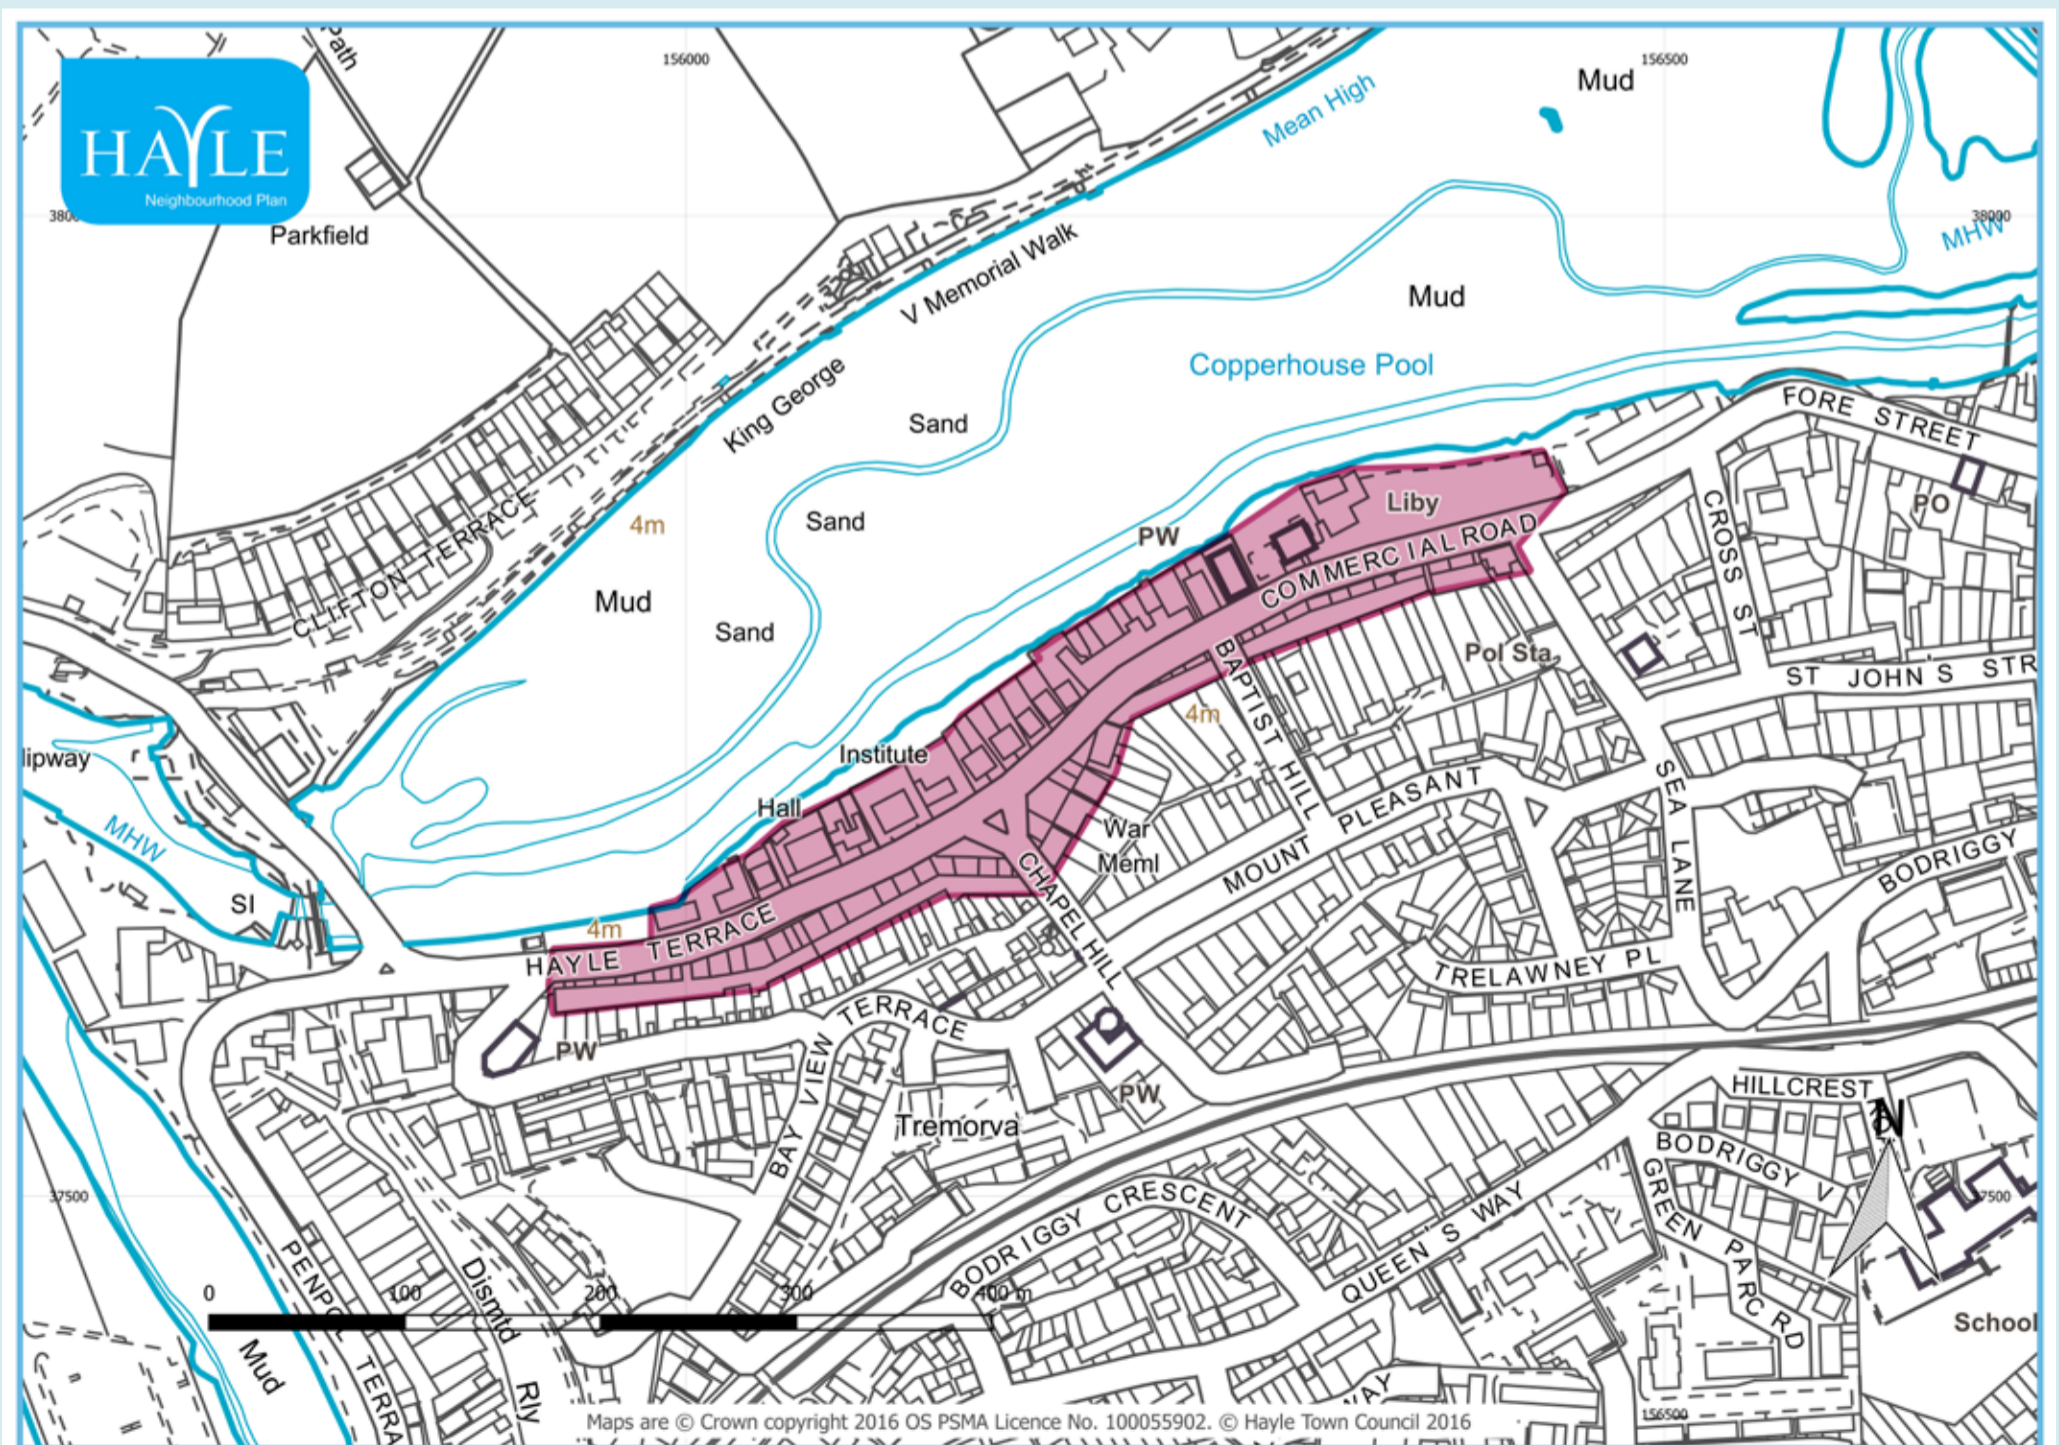 Path
156000
156500
Mud
Mean High
HAYLE
Neighbourhood Plan
38000
MHW
Parkfield
V Memorial Walk
Mud
Copperhouse Pool
King George
Sand
FORE STREET
CLIFTON TERRACE
4m
Sand
PW
Liby
COMMERCIAL ROAD
CROSS ST
PO
Mud
Sand
BAPTIST HILL
Pol Sta
ST JOHN'S STR
4m
lipway
Institute
MHW
Hall
War
Meml
MOUNT PLEASANT
SEA LANE
BODRIGGY
SI
4m
HAYLE TERRACE
CHAPEL HILL
TRELAWNEY PL
PW
BAY VIEW TERRACE
PW
Tremorva
HILLCREST
N
BODRIGGY V
37500
7500
BODRIGGY CRESCENT
QUEEN'S WAY
GREEN PARC RD
PENPOL TERRA
Dismtd Rly
0 100 200 300 400 m
School
Mud
WAY
156500
Maps are © Crown copyright 2016 OS PSMA Licence No. 100055902. © Hayle Town Council 2016